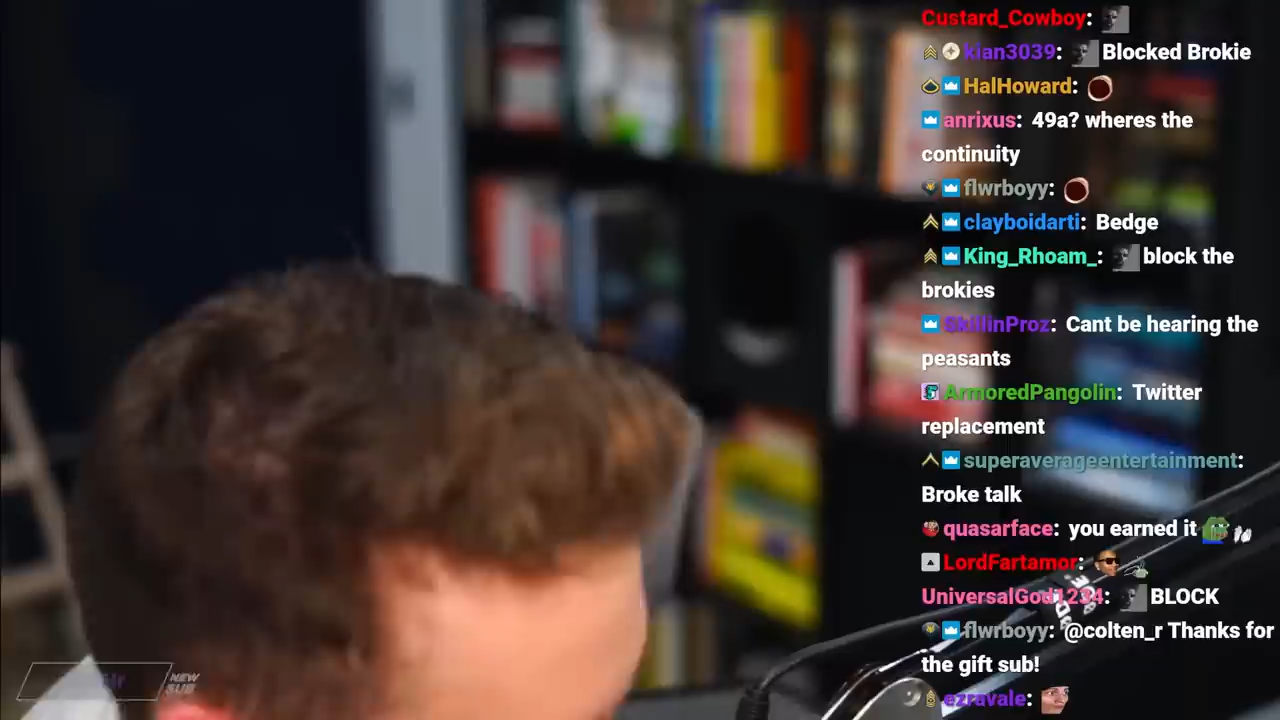 Custard_Cowboy:
kian3039: Blocked Brokie
HalHoward:
anrixus: 49a? wheres the
continuity
flwrboyy:
clayboidarti: Bedge
King_Rhoam_: block the
brokies
SkillinProz: Cant be hearing the
peasants
ArmoredPangolin: Twitter
replacement
superaverageentertainment:
Broke talk
quasarface: you earned it
LordFartamor:
UniversalGod1234: BLOCK
flwrboyy: @colten_r Thanks for
the gift sub!
ezravale:
NEW
SUB